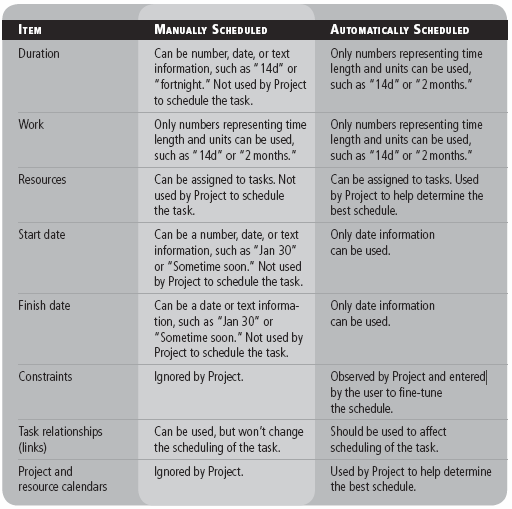 ITEM MANUALLY SCHEDULED AUTOMATICALLY SCHEDULED
Duration
Can be number, date, or text
information, such as “14d” or
“fortnight.” Not used by Project
to schedule the task.
Only numbers representing time
length and units can be used,
such as “14d” or “2 months.”
Work
Only numbers representing time
length and units can be used,
such as “14d” or “2 months.”
Only numbers representing time
length and units can be used,
such as “14d” or “2 months.”
Resources
Can be assigned to tasks. Not
used by Project to schedule
the task.
Can be assigned to tasks. Used
by Project to help determine the
best schedule.
Start date
Can be a number, date, or text
information, such as “Jan 30”
or “Sometime soon.” Not used
by Project to schedule the task.
Only date information
can be used.
Finish date
Can be a date or text informa-
tion, such as “Jan 30” or
“Sometime soon.” Not used by
Project to schedule the task.
Only date information
can be used.
Constraints
Ignored by Project.
Observed by Project and entered
by the user to fine-tune
the schedule.
Task relationships
(links)
Can be used, but won’t change
the scheduling of the task.
Should be used to affect
scheduling of the task.
Project and
resource calendars
Ignored by Project.
Used by Project to help determine
the best schedule.